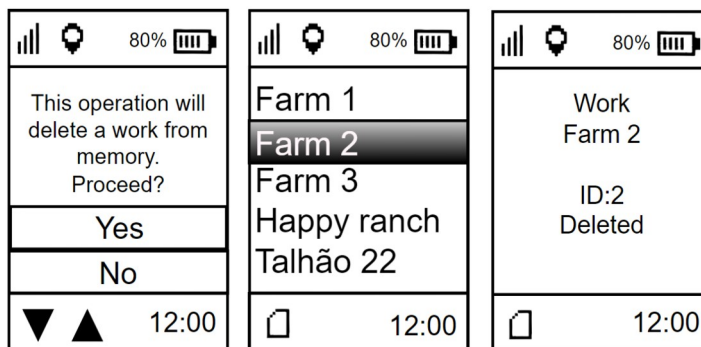 80%
This operation will
delete a work from
memory.
Proceed?
Yes
No
12:00
80%
Farm 1
Farm 2
Farm 3
Happy ranch
Talhão 22
12:00
80%
Work
Farm 2
ID:2
Deleted
12:00